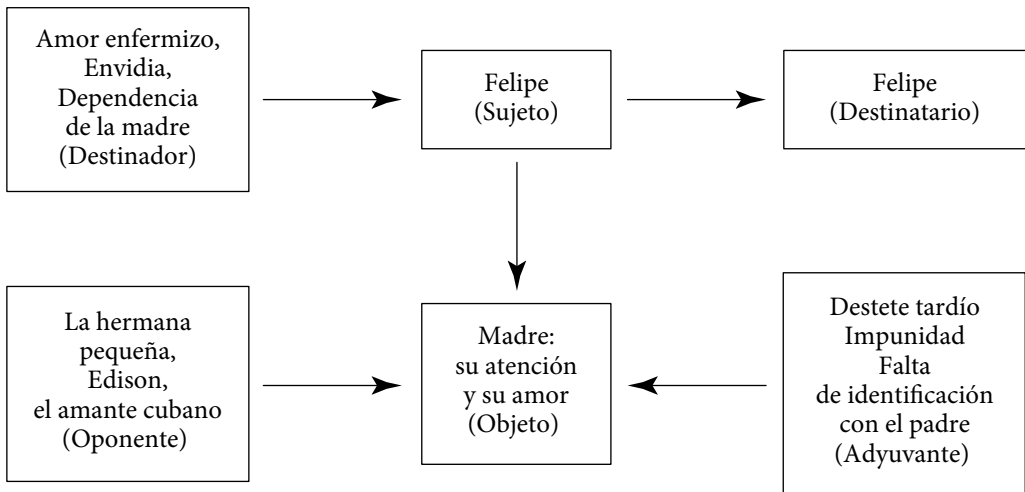 Amor enfermizo,
Envidia,
Dependencia
de la madre
(Destinador)
Felipe
(Sujeto)
Felipe
(Destinatario)
La hermana
pequeña,
Edison,
el amante cubano
(Oponente)
Madre:
su atención
y su amor
(Objeto)
Destete tardío
Impunidad
Falta
de identificación
con el padre
(Adyuvante)